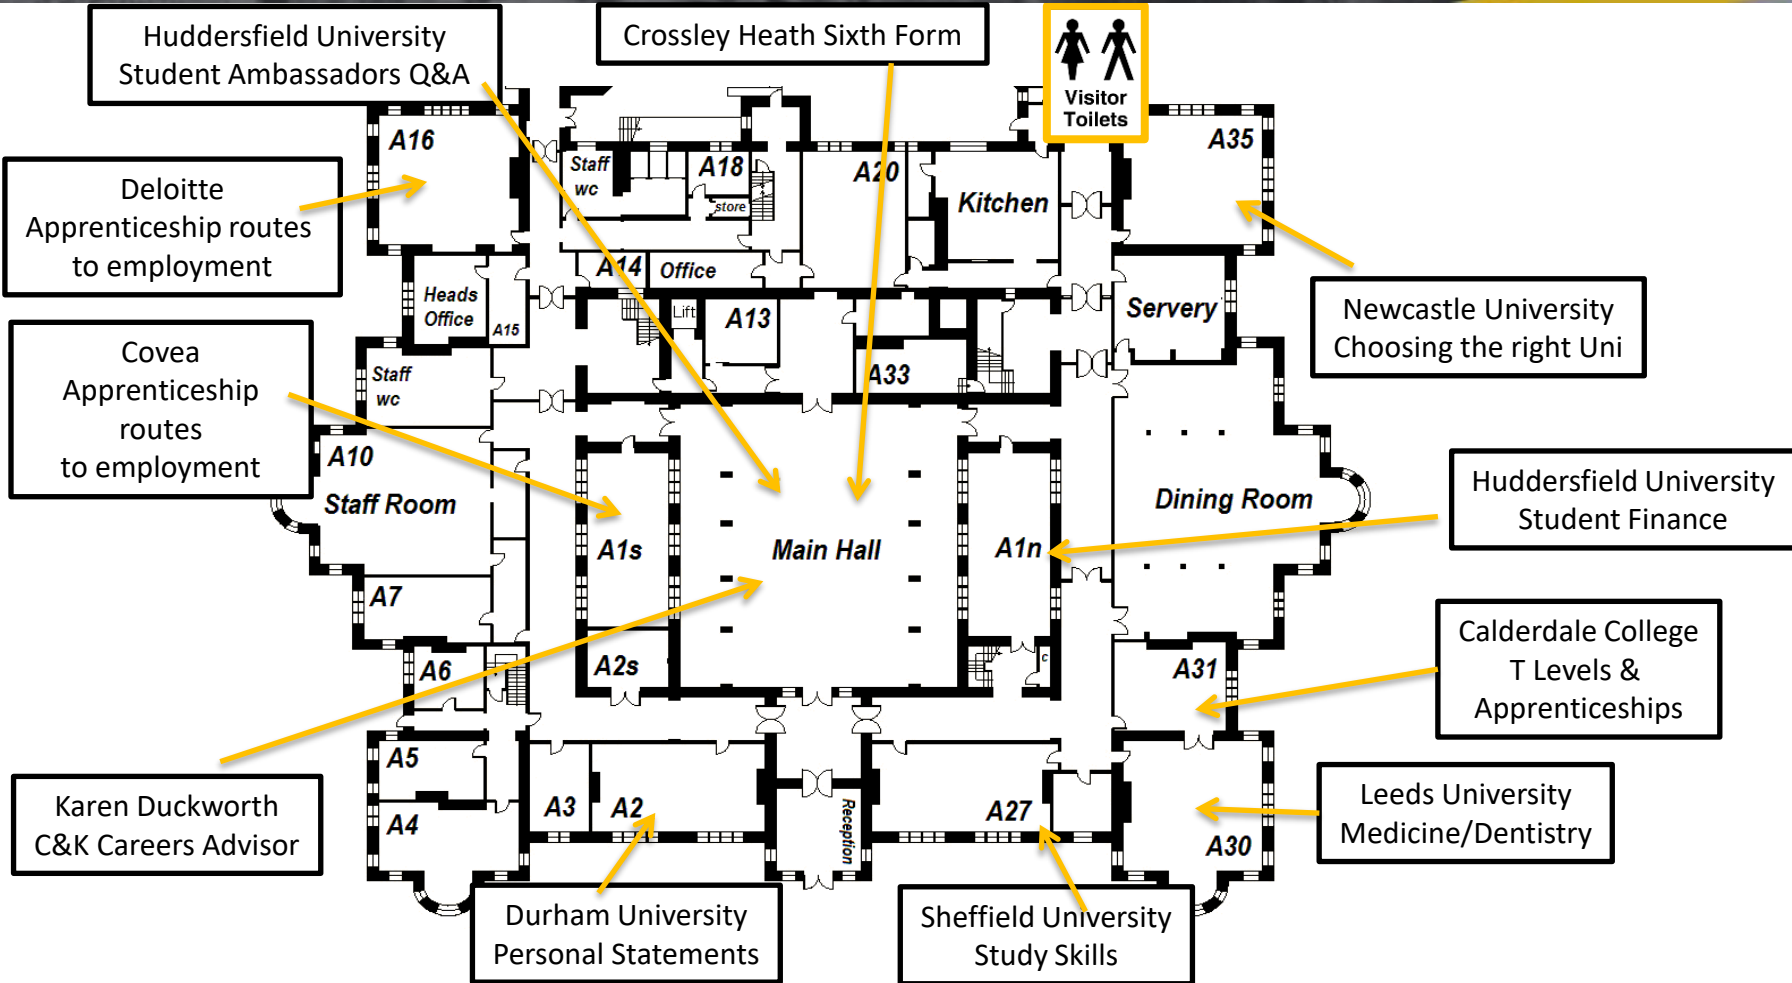 Huddersfield University
Student Ambassadors Q&A
Crossley Heath Sixth Form
Visitor
Toilets
A16
Staff
wc
A18
store
A20
Kitchen
A35
Deloitte
Apprenticeship routes
to employment
A14
Office
Heads
Office
A15
Lift
A13
A33
Servery
Newcastle University
Choosing the right Uni
Covea
Apprenticeship
routes
to employment
Staff
wc
A10
Staff Room
A1s
Main Hall
A1n
Dining Room
Huddersfield University
Student Finance
A7
A6
A2s
c
A31
Calderdale College
T Levels &
Apprenticeships
A5
A4
A3
A2
Reception
A27
A30
Karen Duckworth
C&K Careers Advisor
Leeds University
Medicine/Dentistry
Durham University
Personal Statements
Sheffield University
Study Skills